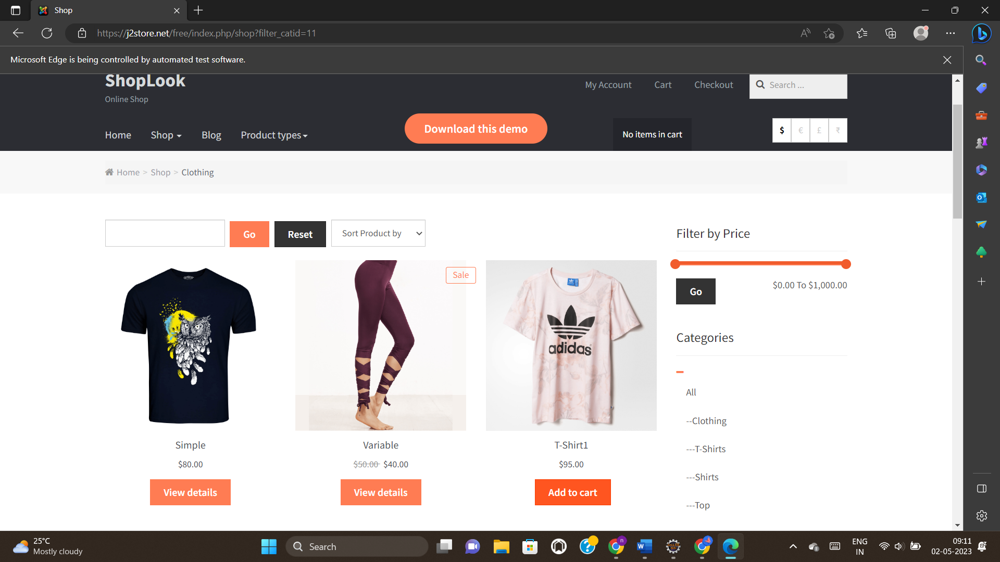 Shop
https://j2store.net/free/index.php/shop?filter_catid=11
Microsoft Edge is being controlled by automated test software.
ShopLook
Online Shop
My Account
Cart
Checkout
Search ...
Home
Shop
Blog
Product types
Download this demo
No items in cart
$ € £ ₹
Home > Shop > Clothing
Go
Reset
Sort Product by
Filter by Price
Go
$0.00 To $1,000.00
Sale
adidas
Simple
$80.00
View details
Variable
$50.00 $40.00
View details
T-Shirt1
$95.00
Add to cart
Categories
All
--Clothing
---T-Shirts
---Shirts
---Top
25°C
Mostly cloudy
Search
ENG
IN
09:11
02-05-2023